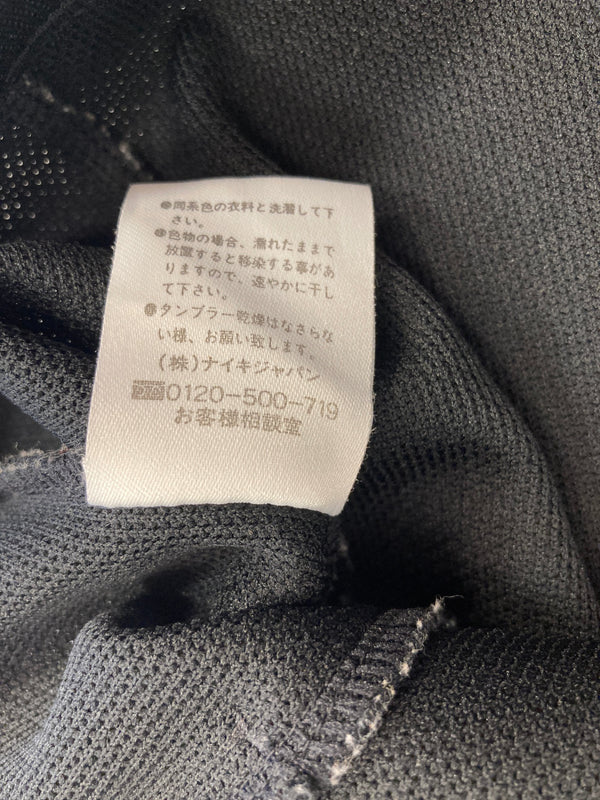 ●同系色の衣料と洗濯して下
さい。
●色物の場合、濡れたままで
放置すると移染する事があ
りますので、速やかに干し
て下さい。
●タンブラー乾燥はなさらな
い様、お願い致します。
(株)ナイキジャパン
0120-500-719
お客様相談室